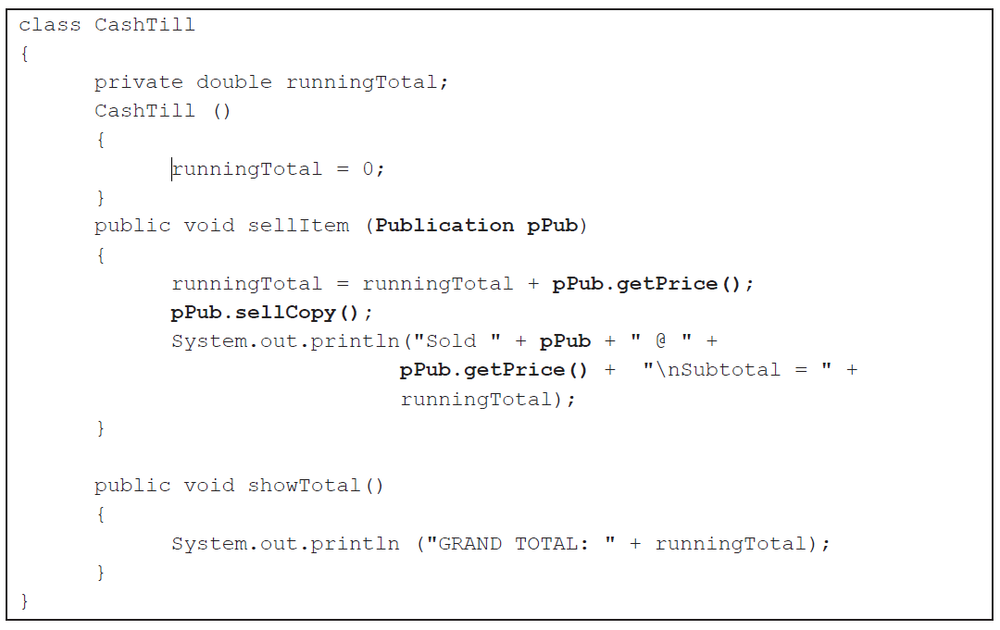 class CashTill
{
private double runningTotal;
CashTill ()
{
runningTotal = 0;
}
public void sellItem (Publication pPub)
{
runningTotal = runningTotal + pPub.getPrice();
pPub.sellCopy();
System.out.println("Sold " + pPub + " @ " +
pPub.getPrice() + "\nSubtotal = " +
runningTotal);
}
public void showTotal()
{
System.out.println ("GRAND TOTAL: " + runningTotal);
}
}